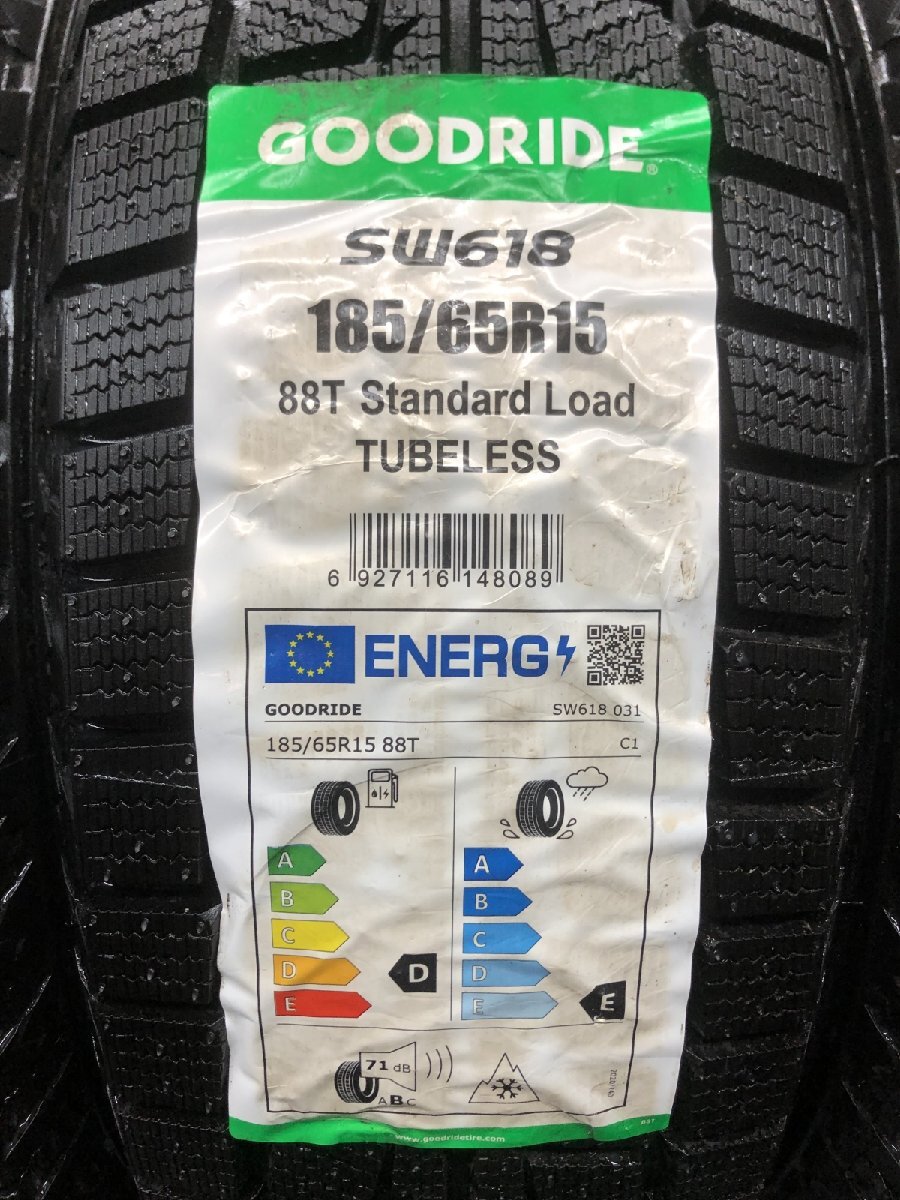 GOODRIDE®
SW618
185/65R15
88T Standard Load
TUBELESS
6 927116 148089
ENERG
GOODRIDE SW618 031
185/65R15 88T C1
A A
B B
C C
D D D
E E E
71 dB
ABC
www.goodridetire.com